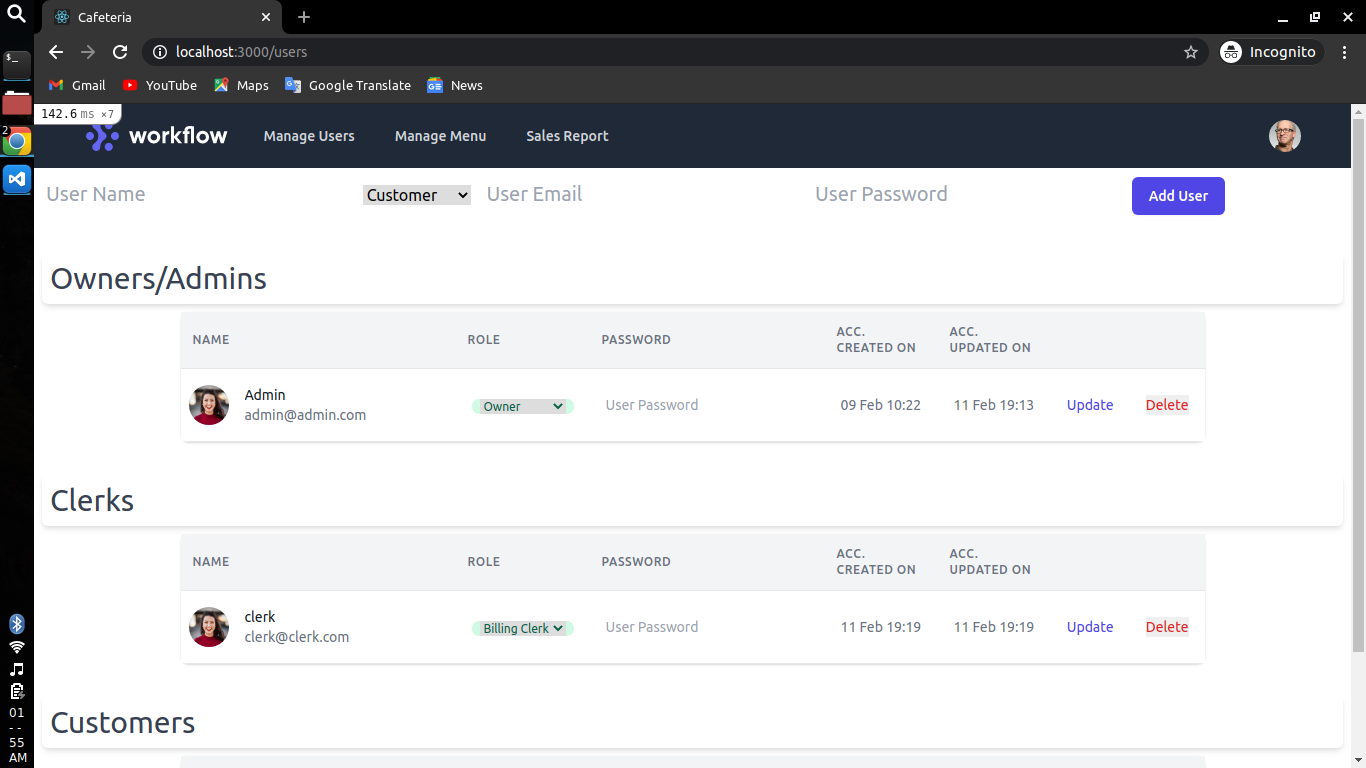 Cafeteria
localhost:3000/users
Incognito
Gmail YouTube Maps Google Translate News
142.6 ms ×7
workflow Manage Users Manage Menu Sales Report
User Name Customer User Email User Password Add User
Owners/Admins
NAME ROLE PASSWORD ACC. CREATED ON ACC. UPDATED ON
Admin
admin@admin.com
Owner User Password 09 Feb 10:22 11 Feb 19:13 Update Delete
Clerks
NAME ROLE PASSWORD ACC. CREATED ON ACC. UPDATED ON
clerk
clerk@clerk.com
Billing Clerk User Password 11 Feb 19:19 11 Feb 19:19 Update Delete
Customers
$_
2
01
--
55
AM